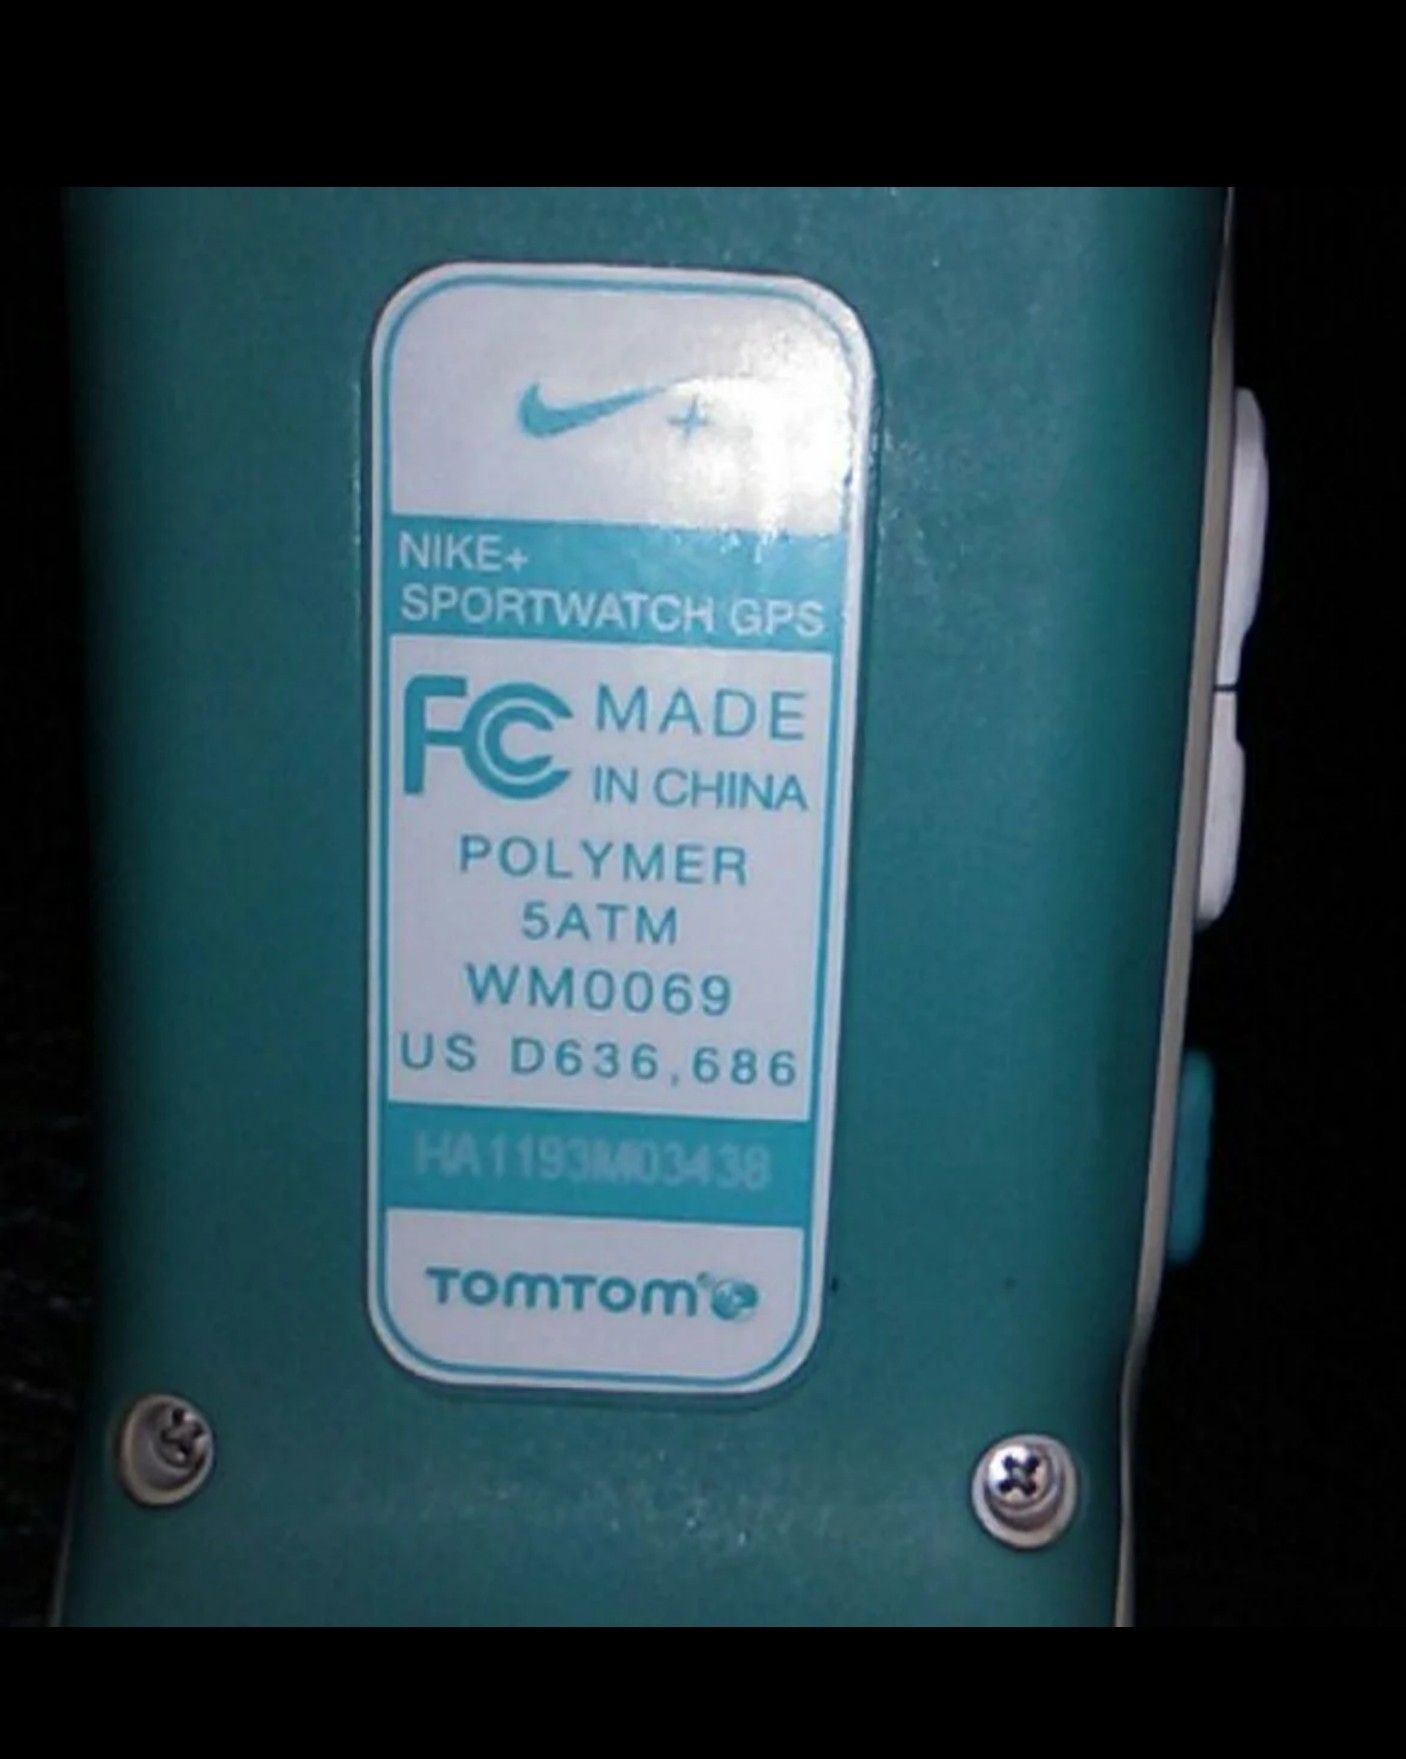 NIKE+
SPORTWATCH GPS
FC MADE
IN CHINA
POLYMER
5ATM
WM0069
US D636,686
HA1193M03438
TOMTOM